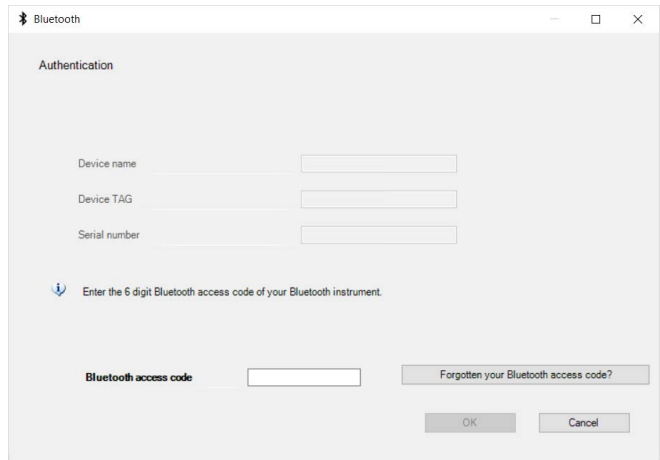 Bluetooth
Authentication
Device name
Device TAG
Serial number
Enter the 6 digit Bluetooth access code of your Bluetooth instrument.
Bluetooth access code
Forgotten your Bluetooth access code?
OK
Cancel